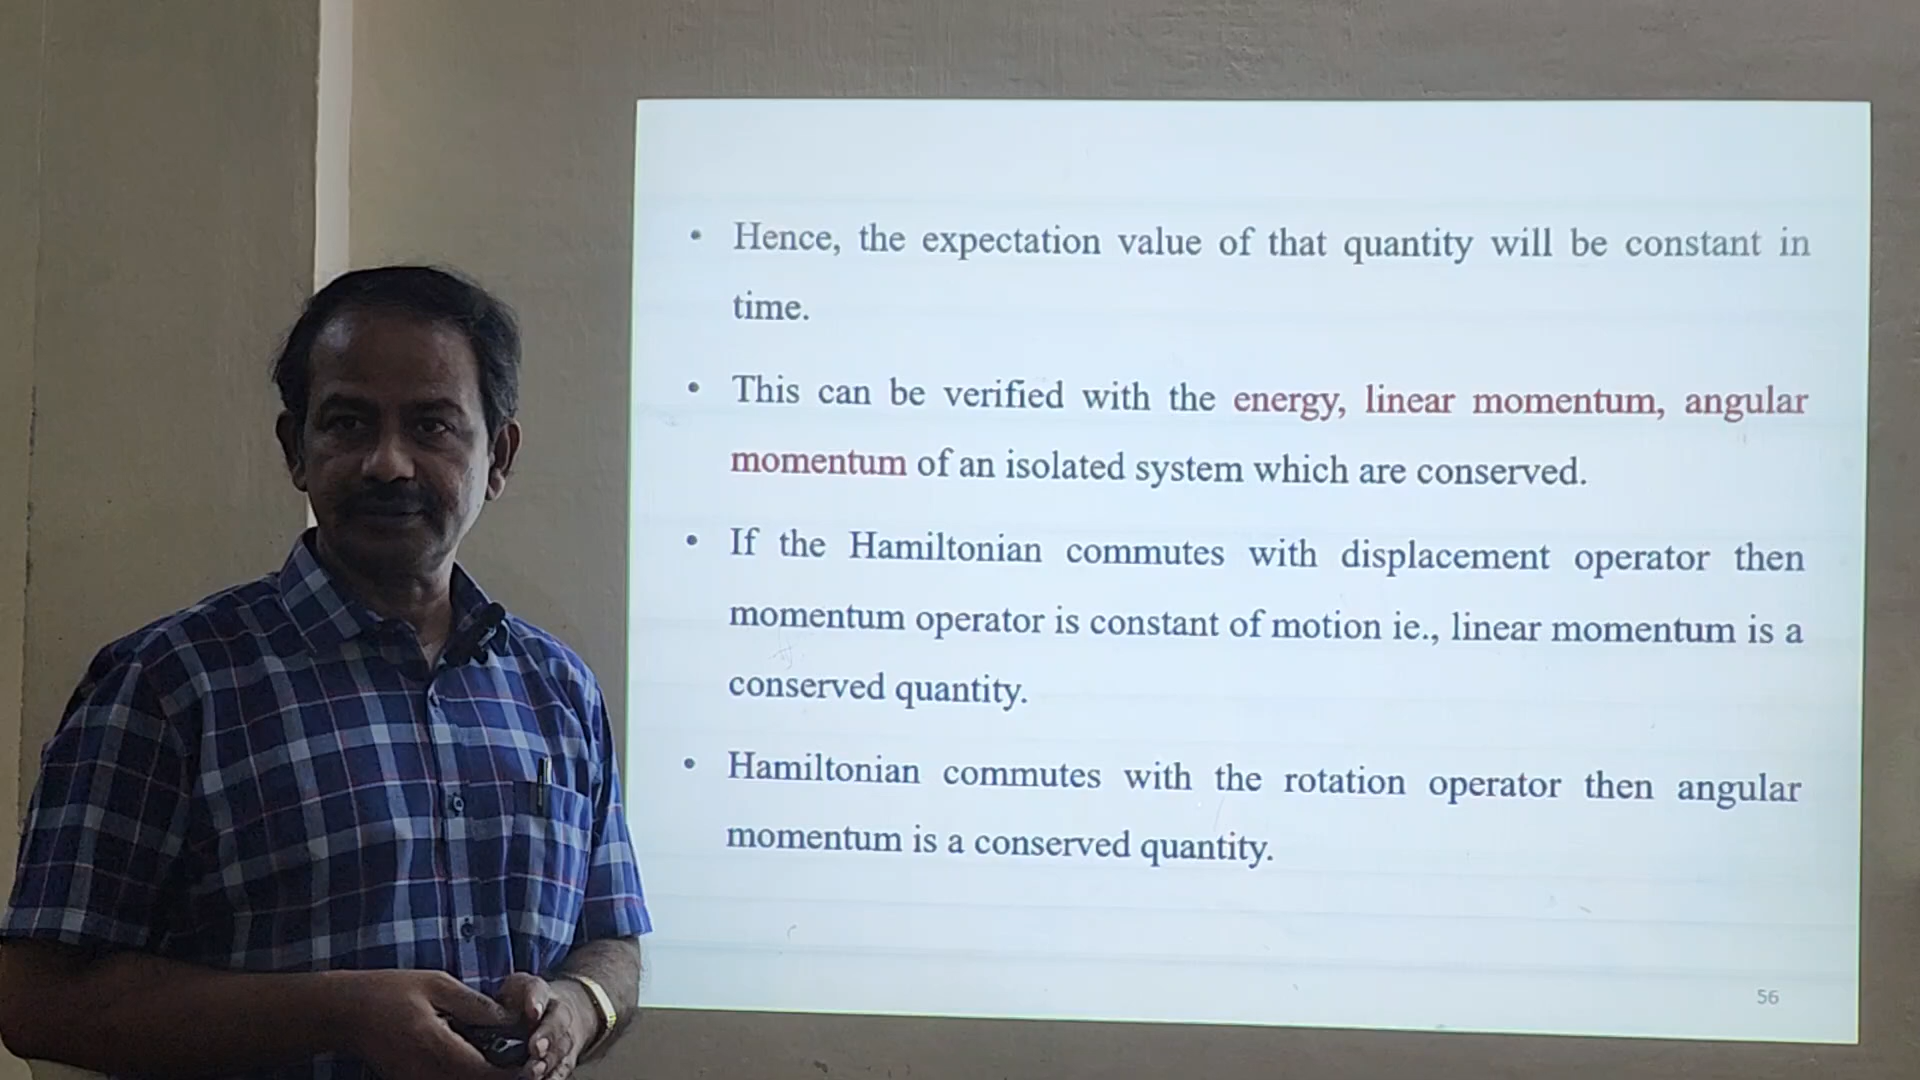 • Hence, the expectation value of that quantity will be constant in
time.
• This can be verified with the energy, linear momentum, angular
momentum of an isolated system which are conserved.
• If the Hamiltonian commutes with displacement operator then
momentum operator is constant of motion ie., linear momentum is a
conserved quantity.
• Hamiltonian commutes with the rotation operator then angular
momentum is a conserved quantity.
56